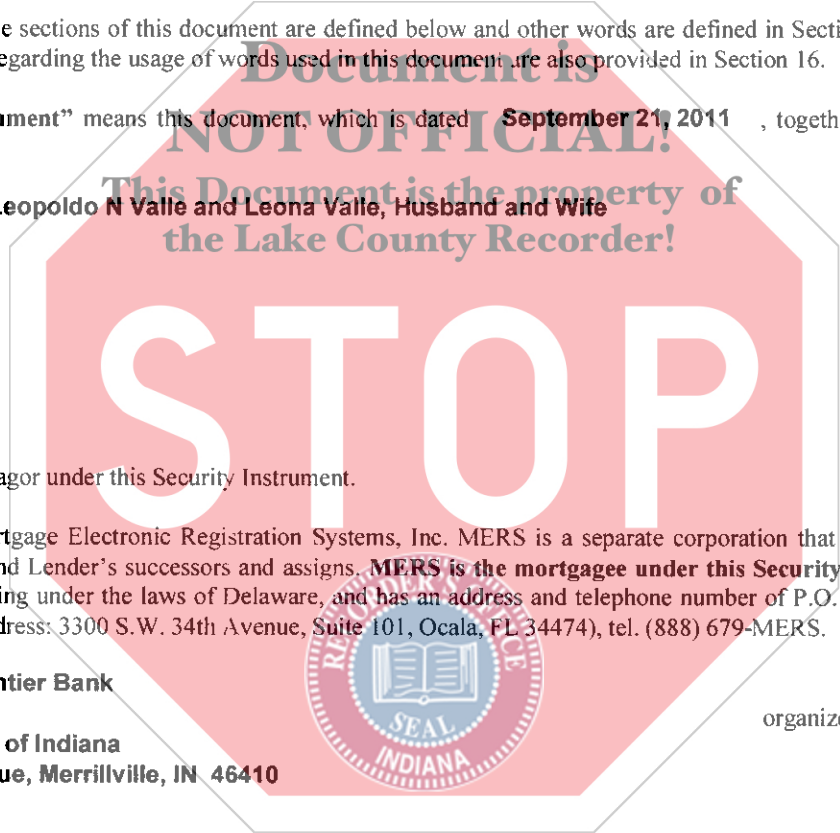 e sections of this document are defined below and other words are defined in Secti
egarding the usage of words used in this document are also provided in Section 16.
Document is
ument” means this document, which is dated September 21, 2011 , togeth
NOT OFFICIAL!
This Document is the property of
Leopoldo N Valle and Leona Valle, Husband and Wife
the Lake County Recorder!
STOP
agor under this Security Instrument.
rtgage Electronic Registration Systems, Inc. MERS is a separate corporation that
nd Lender’s successors and assigns. MERS is the mortgagee under this Security
ing under the laws of Delaware, and has an address and telephone number of P.O.
dress: 3300 S.W. 34th Avenue, Suite 101, Ocala, FL 34474), tel. (888) 679-MERS.
RECORDER'S OFFICE
ntier Bank
SEAL
organize
of Indiana
INDIANA
ue, Merrillville, IN 46410